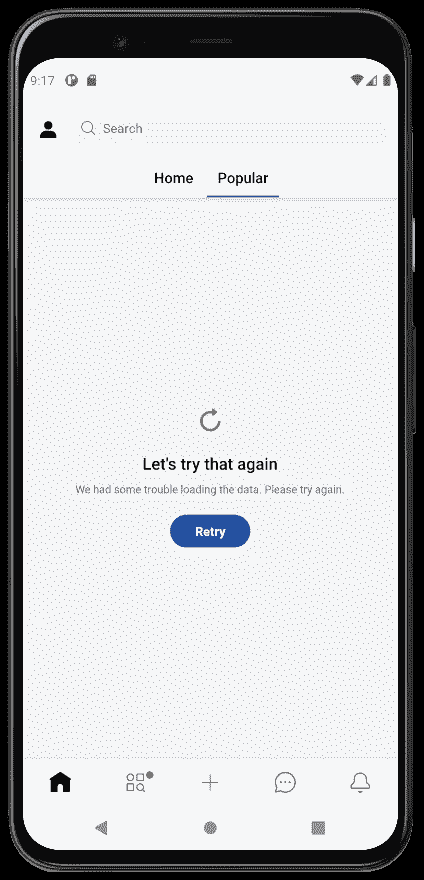 9:17
Search
Home Popular
Let's try that again
We had some trouble loading the data. Please try again.
Retry